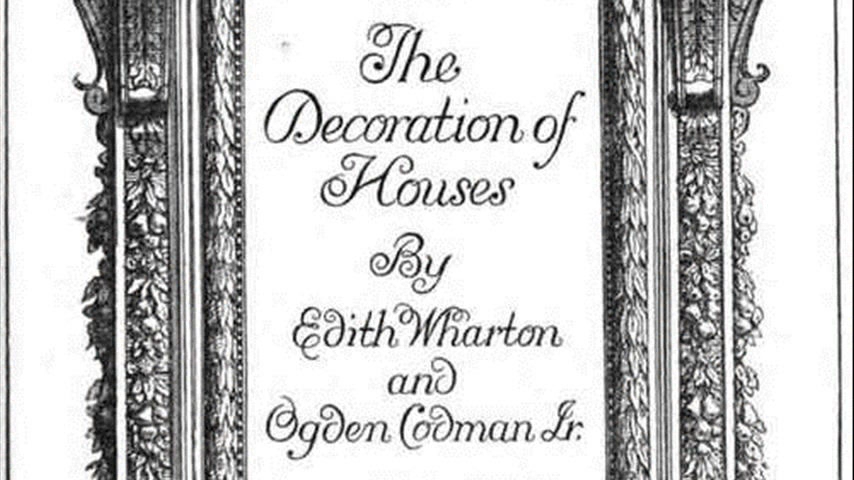 The
Decoration of
Houses
By
Edith Wharton
and
Ogden Codman Jr.